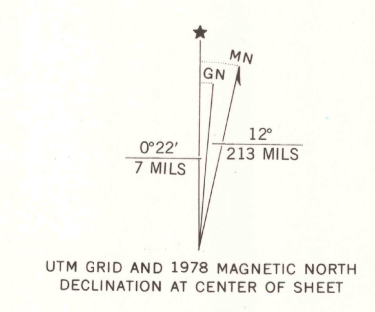 MN
GN
0°22′
7 MILS
12°
213 MILS
UTM GRID AND 1978 MAGNETIC NORTH
DECLINATION AT CENTER OF SHEET